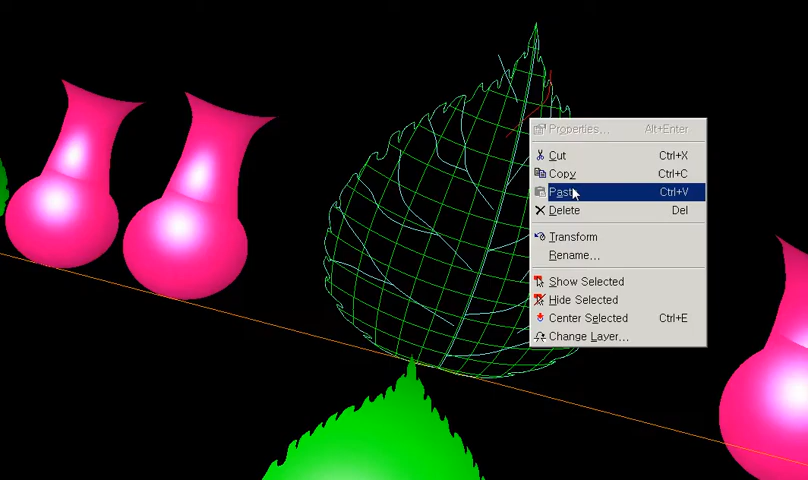 Properties... Alt+Enter
Cut Ctrl+X
Copy Ctrl+C
Paste Ctrl+V
Delete Del
Transform
Rename...
Show Selected
Hide Selected
Center Selected Ctrl+E
Change Layer...